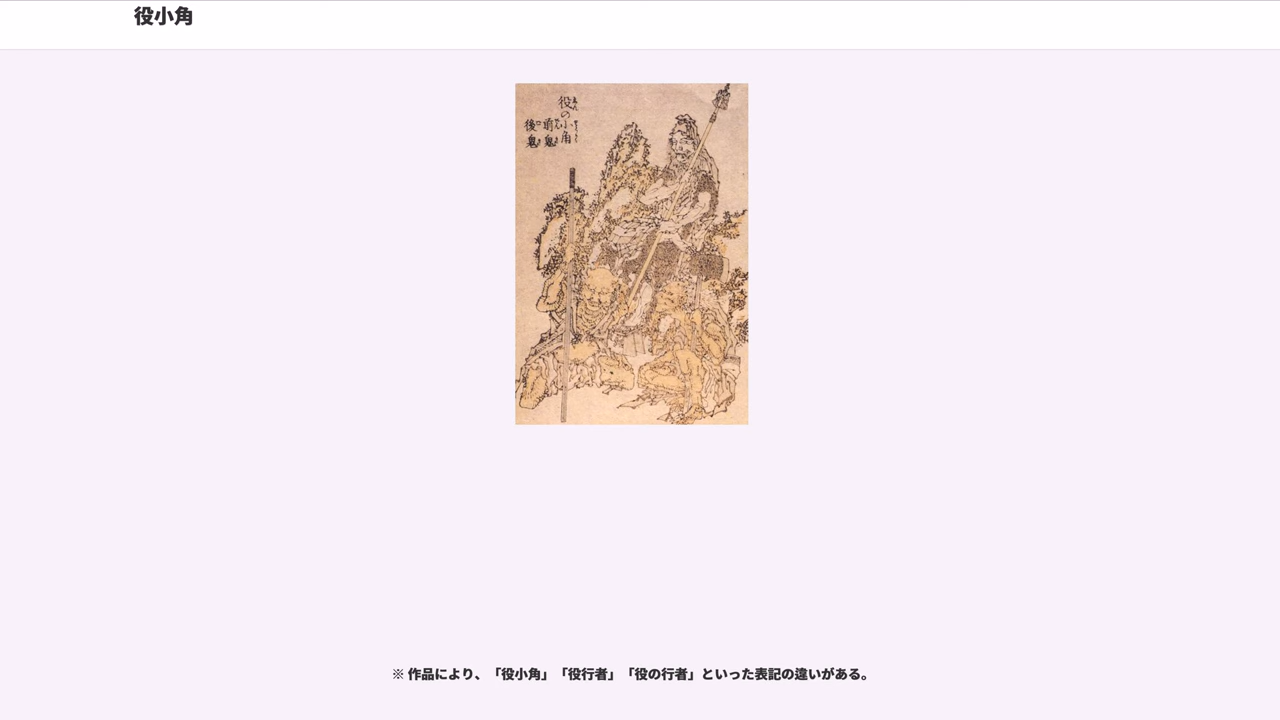 役小角
役の小角
前鬼
後鬼
※ 作品により、「役小角」「役行者」「役の行者」といった表記の違いがある。